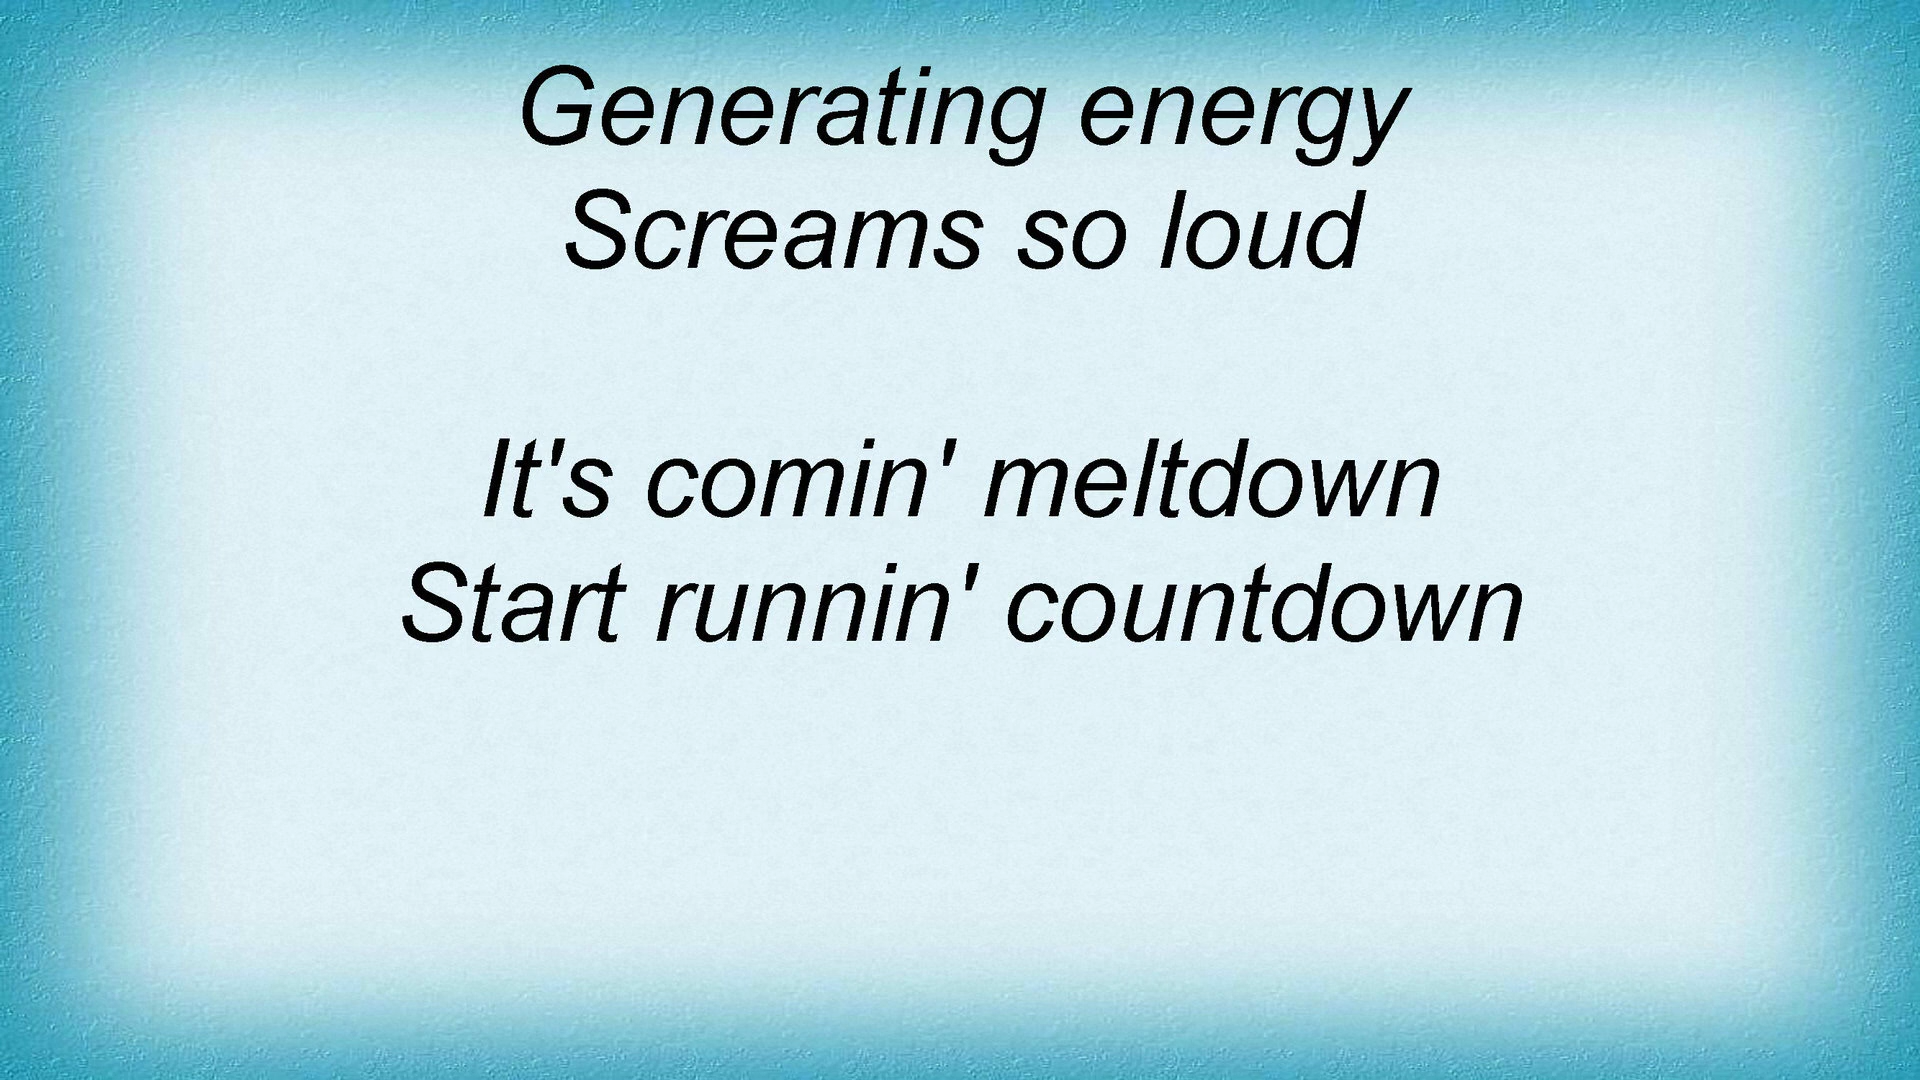 Generating energy
Screams so loud
It's comin' meltdown
Start runnin' countdown